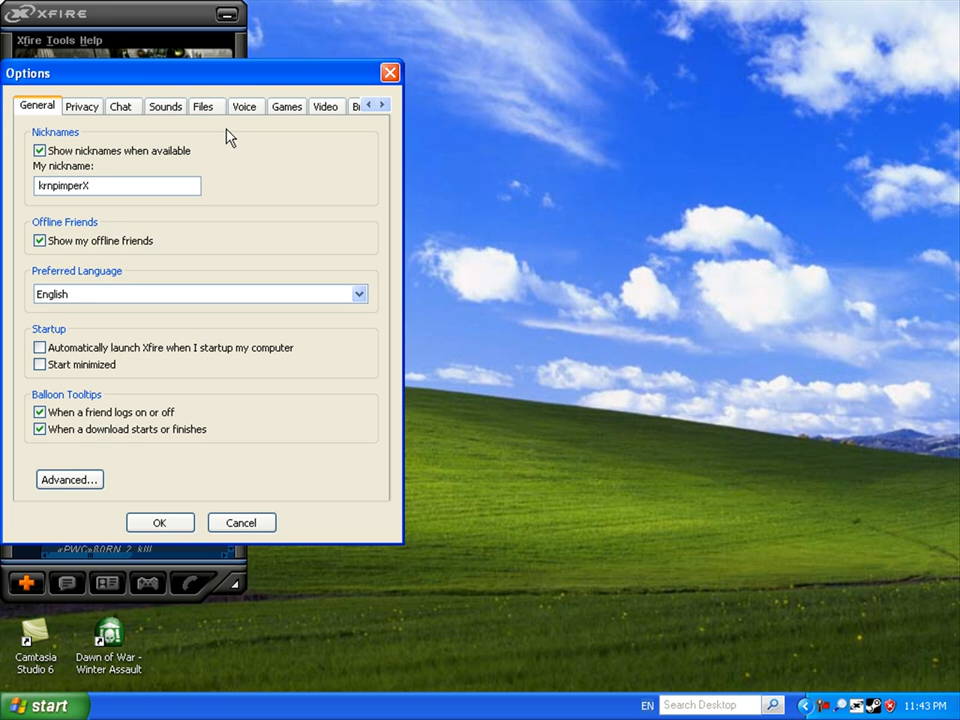 XFIRE
Xfire Tools Help
Options
General Privacy Chat Sounds Files Voice Games Video
Nicknames
Show nicknames when available
My nickname:
krnpimperX
Offline Friends
Show my offline friends
Preferred Language
English
Startup
Automatically launch Xfire when I startup my computer
Start minimized
Balloon Tooltips
When a friend logs on or off
When a download starts or finishes
Advanced...
OK Cancel
Camtasia Studio 6
Dawn of War - Winter Assault
start
EN
Search Desktop
11:43 PM